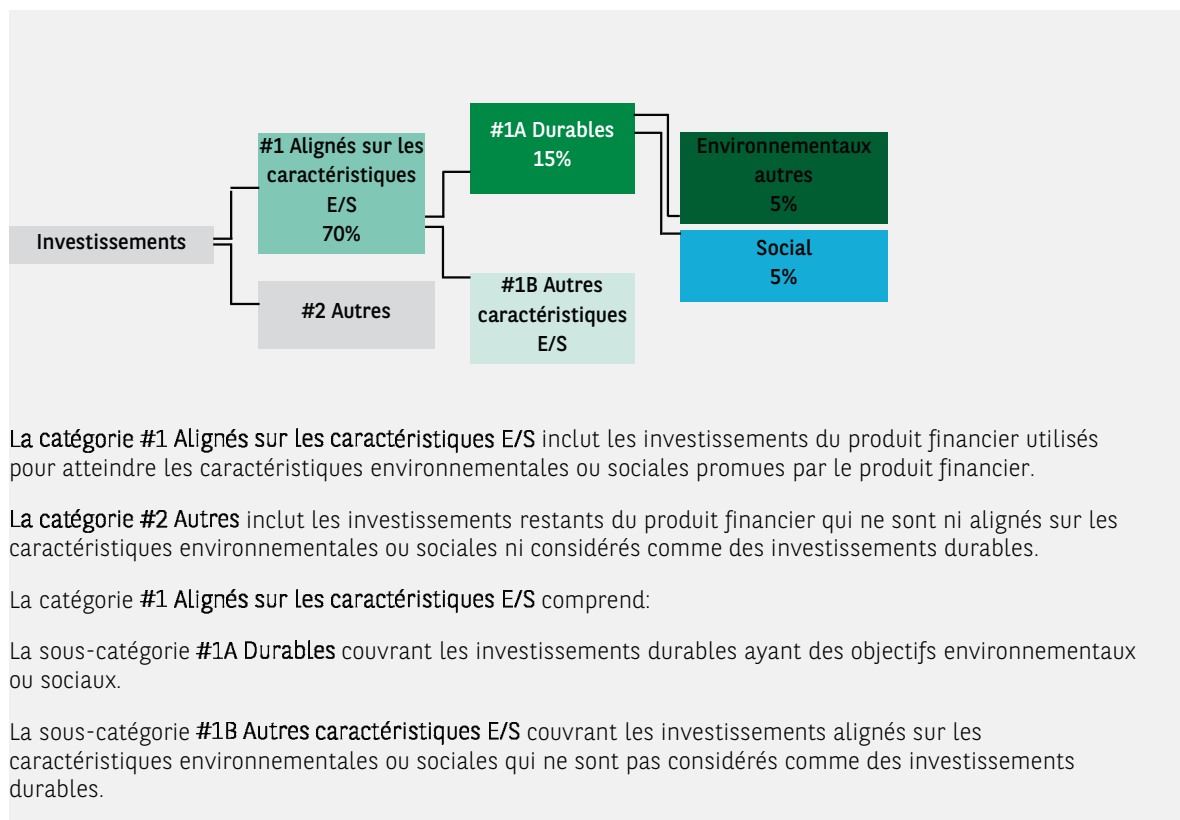 Investissements
#1 Alignés sur les
caractéristiques
E/S
70%
#2 Autres
#1A Durables
15%
#1B Autres
caractéristiques
E/S
Environnementaux
autres
5%
Social
5%
La catégorie #1 Alignés sur les caractéristiques E/S inclut les investissements du produit financier utilisés
pour atteindre les caractéristiques environnementales ou sociales promues par le produit financier.
La catégorie #2 Autres inclut les investissements restants du produit financier qui ne sont ni alignés sur les
caractéristiques environnementales ou sociales ni considérés comme des investissements durables.
La catégorie #1 Alignés sur les caractéristiques E/S comprend:
La sous-catégorie #1A Durables couvrant les investissements durables ayant des objectifs environnementaux
ou sociaux.
La sous-catégorie #1B Autres caractéristiques E/S couvrant les investissements alignés sur les
caractéristiques environnementales ou sociales qui ne sont pas considérés comme des investissements
durables.